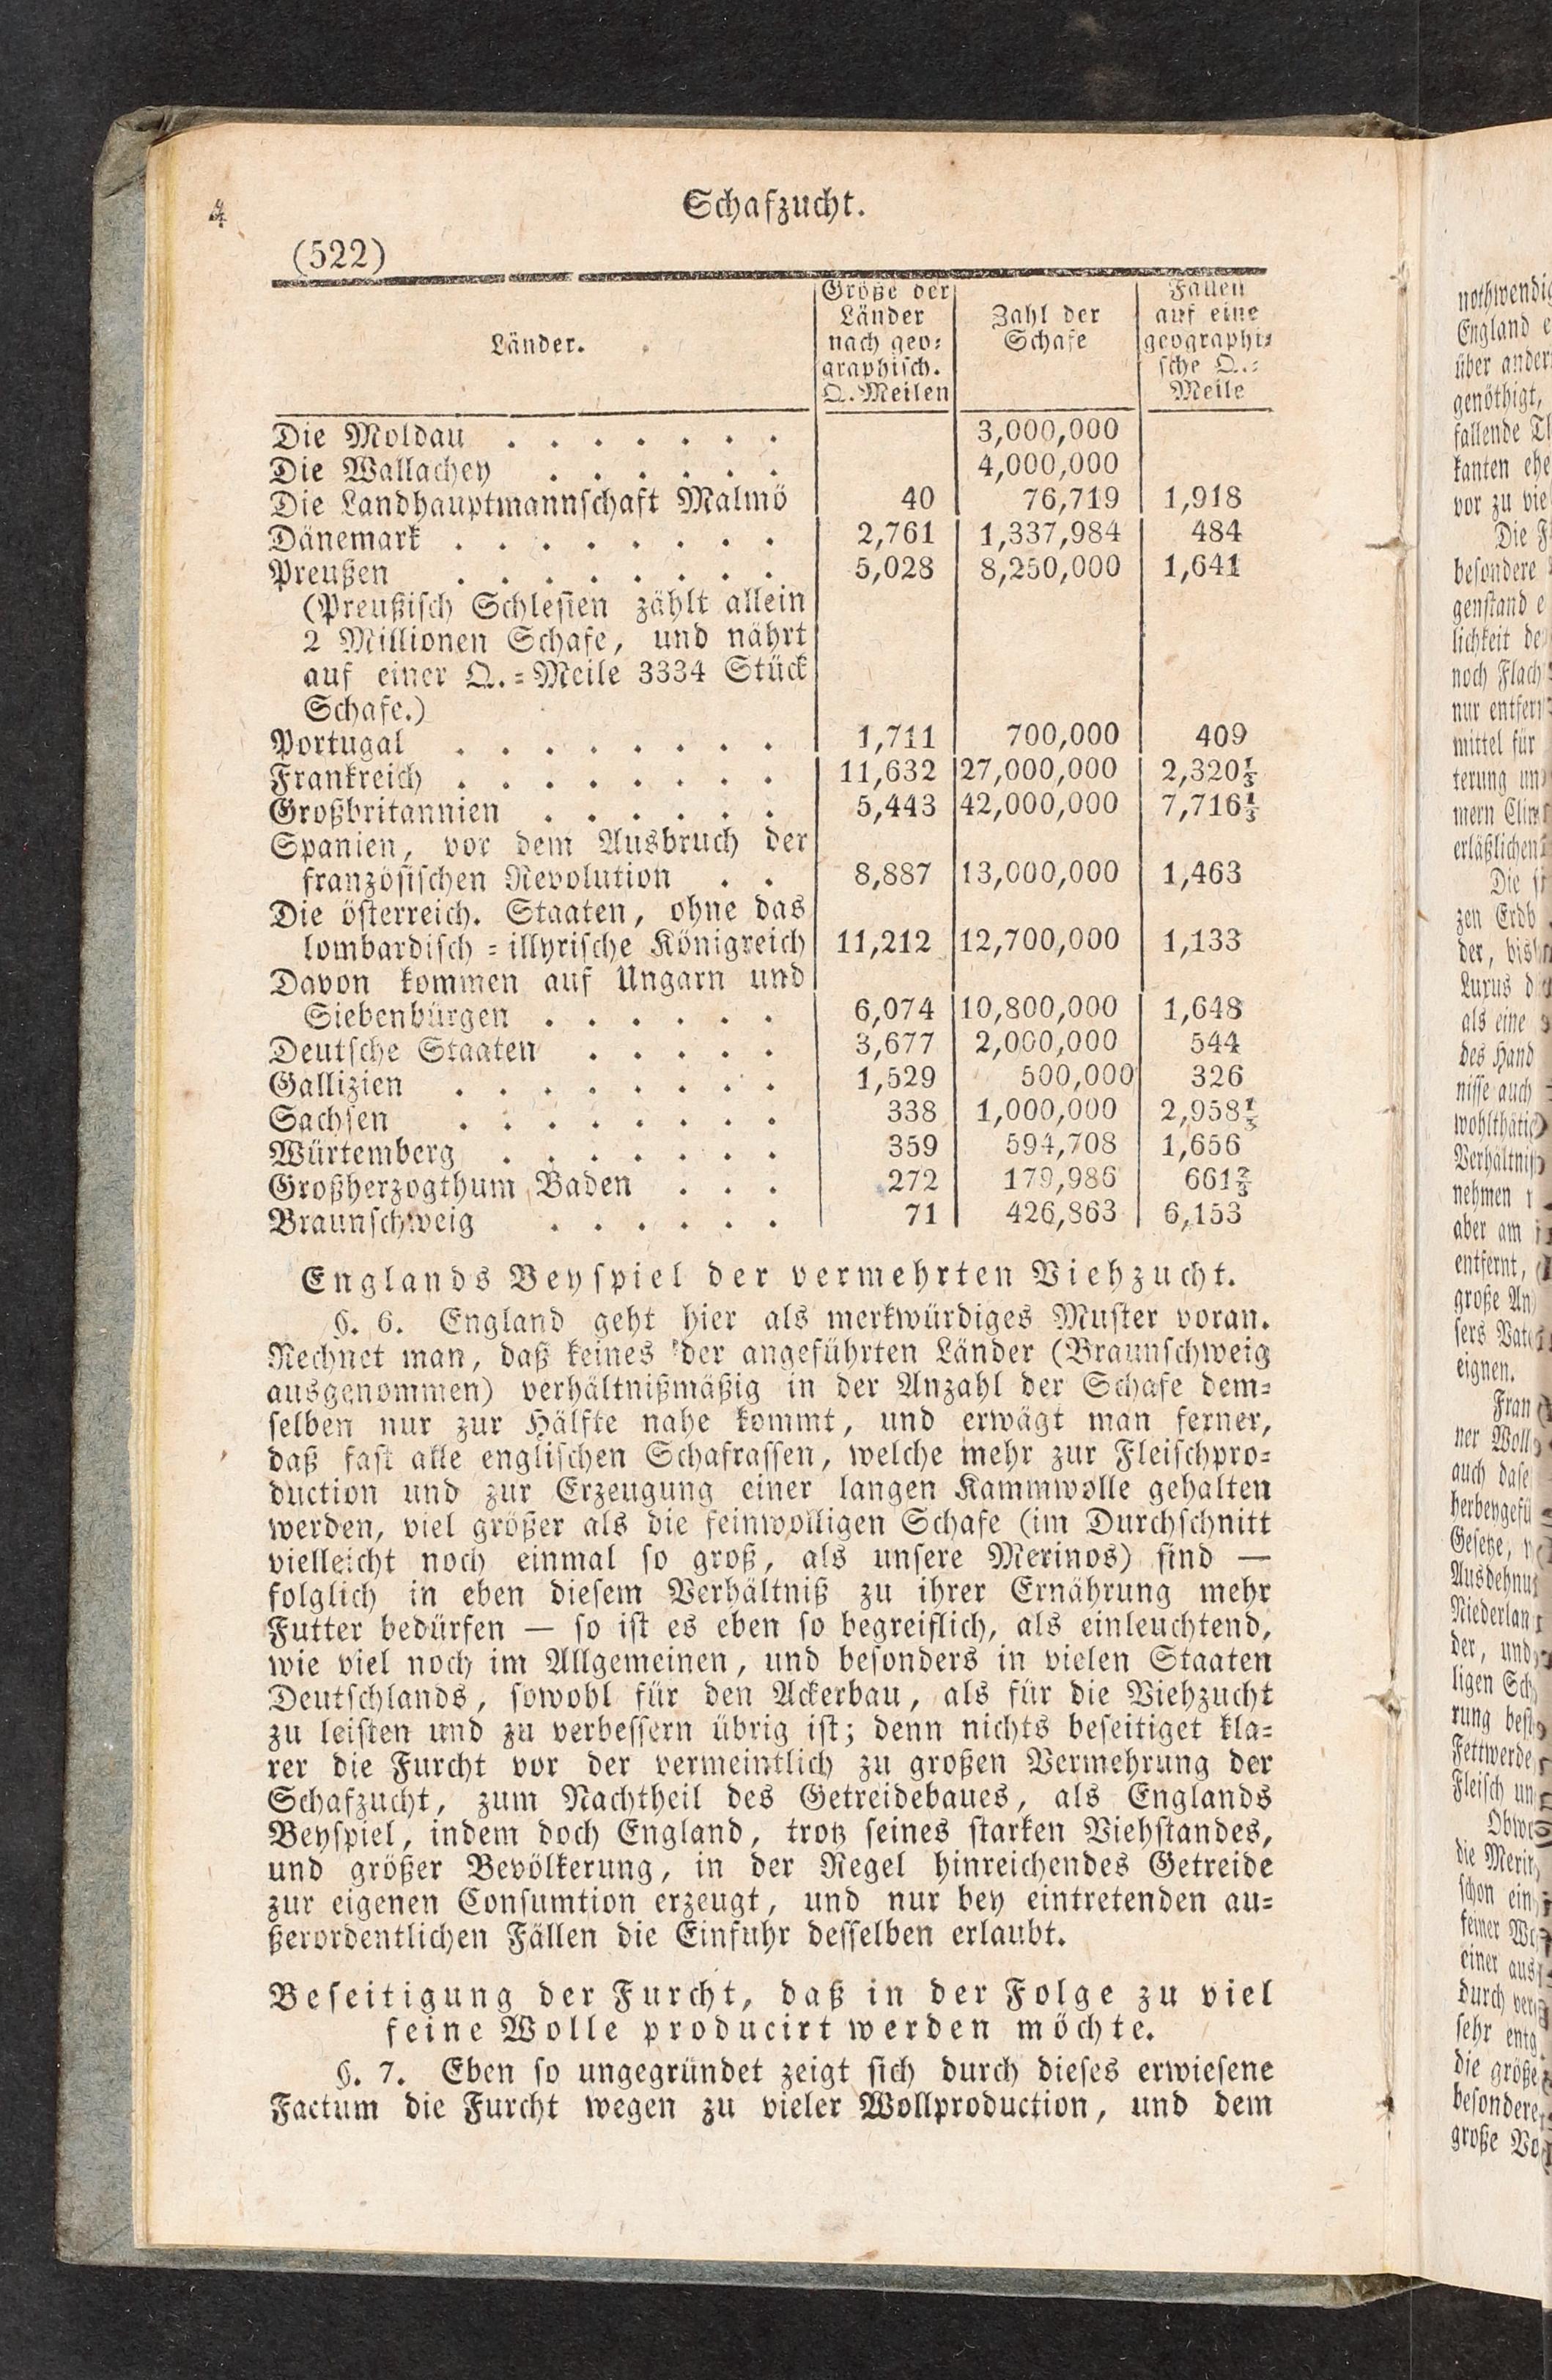 4
Schafzucht.
(522)
Länder.
Größe der
Länder
nach geo-
graphisch.
Q.Meilen
Zahl der
Schafe
Fallen
auf eine
geographi-
sche Q.-
Meile
Die Moldau . . . . . . . 3,000,000
Die Wallachey . . . . . . 4,000,000
Die Landhauptmannschaft Malmö 40 76,719 1,918
Dänemark . . . . . . . . 2,761 1,337,984 484
Preußen . . . . . . . . 5,028 8,250,000 1,641
(Preußisch Schlesien zählt allein
2 Millionen Schafe, und nährt
auf einer Q.-Meile 3334 Stück
Schafe.)
Portugal . . . . . . . . 1,711 700,000 409
Frankreich . . . . . . . . 11,632 27,000,000 2,320⅓
Großbritannien . . . . . . 5,443 42,000,000 7,716⅓
Spanien, vor dem Ausbruch der
französischen Revolution . . 8,887 13,000,000 1,463
Die österreich. Staaten, ohne das
lombardisch-illyrische Königreich 11,212 12,700,000 1,133
Davon kommen auf Ungarn und
Siebenbürgen . . . . . . 6,074 10,800,000 1,648
Deutsche Staaten . . . . . 3,677 2,000,000 544
Gallizien . . . . . . . . 1,529 500,000 326
Sachsen . . . . . . . . 338 1,000,000 2,958⅓
Würtemberg . . . . . . . 359 594,708 1,656
Großherzogthum Baden . . . 272 179,986 661⅔
Braunschweig . . . . . . 71 426,863 6,153
Englands Beyspiel der vermehrten Viehzucht.
§. 6. England geht hier als merkwürdiges Muster voran.
Rechnet man, daß keines der angeführten Länder (Braunschweig
ausgenommen) verhältnißmäßig in der Anzahl der Schafe dem-
selben nur zur Hälfte nahe kommt, und erwägt man ferner,
daß fast alle englischen Schafrassen, welche mehr zur Fleischpro-
duction und zur Erzeugung einer langen Kammwolle gehalten
werden, viel größer als die feinwolligen Schafe (im Durchschnitt
vielleicht noch einmal so groß, als unsere Merinos) sind —
folglich in eben diesem Verhältniß zu ihrer Ernährung mehr
Futter bedürfen — so ist es eben so begreiflich, als einleuchtend,
wie viel noch im Allgemeinen, und besonders in vielen Staaten
Deutschlands, sowohl für den Ackerbau, als für die Viehzucht
zu leisten und zu verbessern übrig ist; denn nichts beseitiget kla-
rer die Furcht vor der vermeintlich zu großen Vermehrung der
Schafzucht, zum Nachtheil des Getreidebaues, als Englands
Beyspiel, indem doch England, trotz seines starken Viehstandes,
und größer Bevölkerung, in der Regel hinreichendes Getreide
zur eigenen Consumtion erzeugt, und nur bey eintretenden au-
ßerordentlichen Fällen die Einfuhr desselben erlaubt.
Beseitigung der Furcht, daß in der Folge zu viel
feine Wolle producirt werden möchte.
§. 7. Eben so ungegründet zeigt sich durch dieses erwiesene
Factum die Furcht wegen zu vieler Wollproduction, und dem